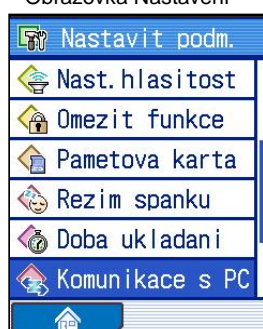 Obrazovka Nastavení
Nastavit podm.
Nast.hlasitost
Omezit funkce
Pametova karta
Rezim spanku
Doba ukladani
Komunikace s PC